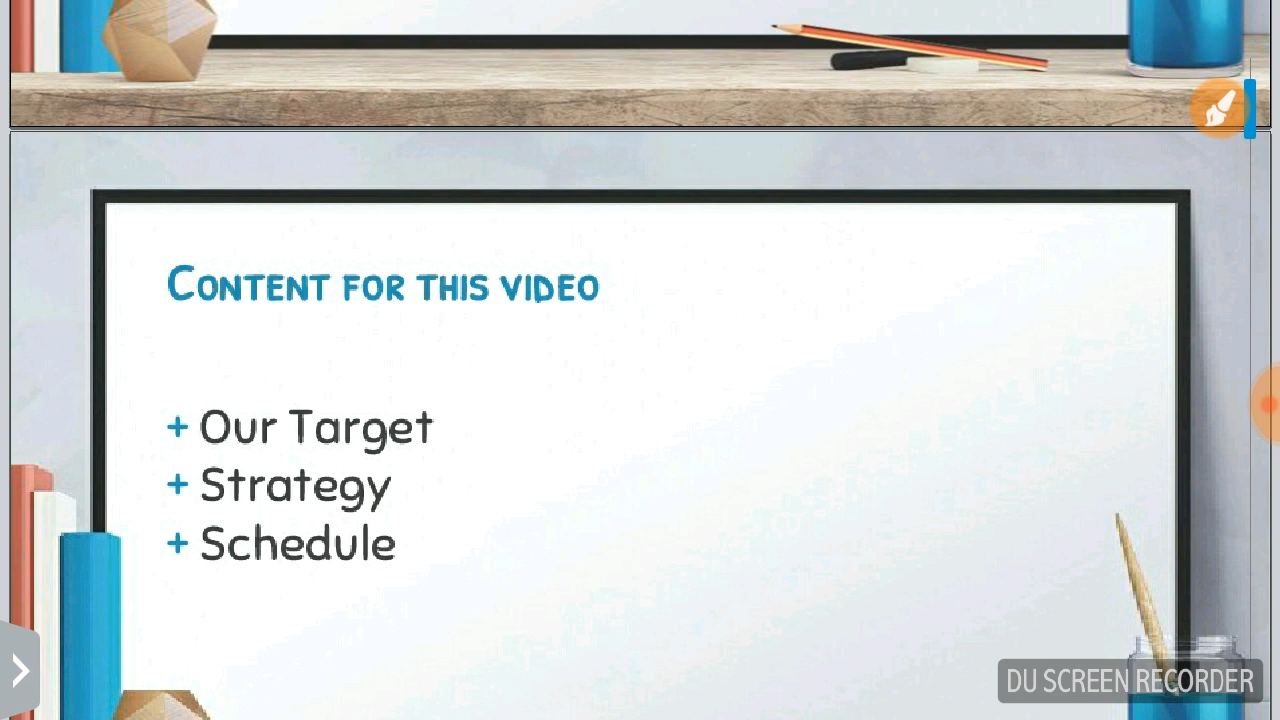 Content for this video
+ Our Target
+ Strategy
+ Schedule
DU SCREEN RECORDER